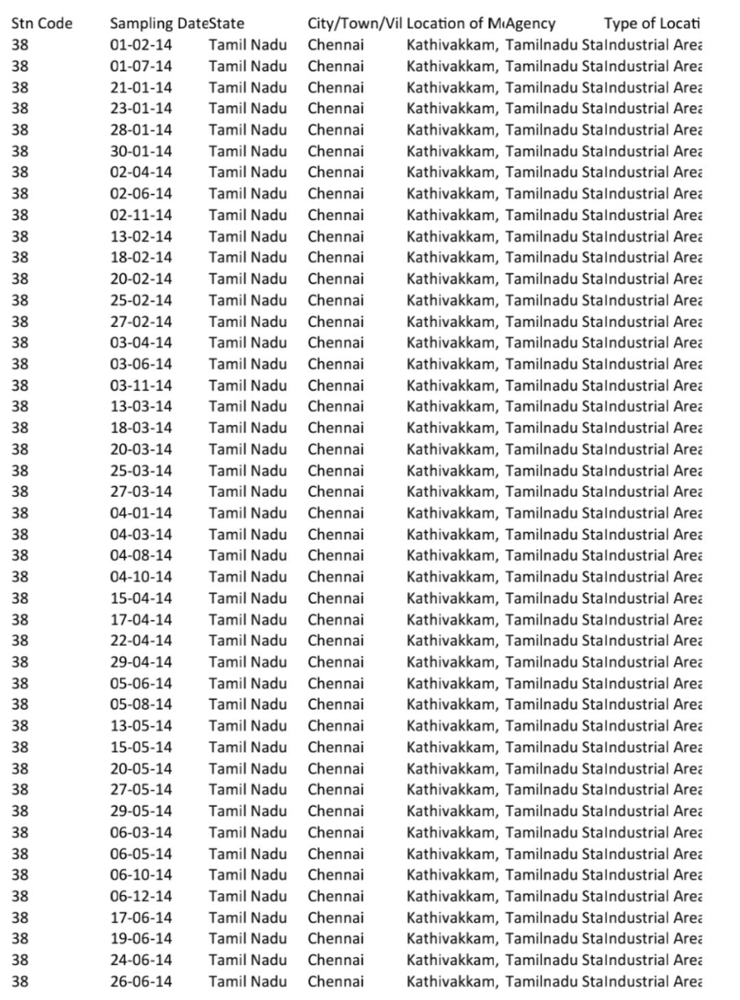 Stn Code Sampling Date State City/Town/Vil Location of M Agency Type of Locati
38 01-02-14 Tamil Nadu Chennai Kathivakkam, Tamilnadu Sta Industrial Area
38 01-07-14 Tamil Nadu Chennai Kathivakkam, Tamilnadu Sta Industrial Area
38 21-01-14 Tamil Nadu Chennai Kathivakkam, Tamilnadu Sta Industrial Area
38 23-01-14 Tamil Nadu Chennai Kathivakkam, Tamilnadu Sta Industrial Area
38 28-01-14 Tamil Nadu Chennai Kathivakkam, Tamilnadu Sta Industrial Area
38 30-01-14 Tamil Nadu Chennai Kathivakkam, Tamilnadu Sta Industrial Area
38 02-04-14 Tamil Nadu Chennai Kathivakkam, Tamilnadu Sta Industrial Area
38 02-06-14 Tamil Nadu Chennai Kathivakkam, Tamilnadu Sta Industrial Area
38 02-11-14 Tamil Nadu Chennai Kathivakkam, Tamilnadu Sta Industrial Area
38 13-02-14 Tamil Nadu Chennai Kathivakkam, Tamilnadu Sta Industrial Area
38 18-02-14 Tamil Nadu Chennai Kathivakkam, Tamilnadu Sta Industrial Area
38 20-02-14 Tamil Nadu Chennai Kathivakkam, Tamilnadu Sta Industrial Area
38 25-02-14 Tamil Nadu Chennai Kathivakkam, Tamilnadu Sta Industrial Area
38 27-02-14 Tamil Nadu Chennai Kathivakkam, Tamilnadu Sta Industrial Area
38 03-04-14 Tamil Nadu Chennai Kathivakkam, Tamilnadu Sta Industrial Area
38 03-06-14 Tamil Nadu Chennai Kathivakkam, Tamilnadu Sta Industrial Area
38 03-11-14 Tamil Nadu Chennai Kathivakkam, Tamilnadu Sta Industrial Area
38 13-03-14 Tamil Nadu Chennai Kathivakkam, Tamilnadu Sta Industrial Area
38 18-03-14 Tamil Nadu Chennai Kathivakkam, Tamilnadu Sta Industrial Area
38 20-03-14 Tamil Nadu Chennai Kathivakkam, Tamilnadu Sta Industrial Area
38 25-03-14 Tamil Nadu Chennai Kathivakkam, Tamilnadu Sta Industrial Area
38 27-03-14 Tamil Nadu Chennai Kathivakkam, Tamilnadu Sta Industrial Area
38 04-01-14 Tamil Nadu Chennai Kathivakkam, Tamilnadu Sta Industrial Area
38 04-03-14 Tamil Nadu Chennai Kathivakkam, Tamilnadu Sta Industrial Area
38 04-08-14 Tamil Nadu Chennai Kathivakkam, Tamilnadu Sta Industrial Area
38 04-10-14 Tamil Nadu Chennai Kathivakkam, Tamilnadu Sta Industrial Area
38 15-04-14 Tamil Nadu Chennai Kathivakkam, Tamilnadu Sta Industrial Area
38 17-04-14 Tamil Nadu Chennai Kathivakkam, Tamilnadu Sta Industrial Area
38 22-04-14 Tamil Nadu Chennai Kathivakkam, Tamilnadu Sta Industrial Area
38 29-04-14 Tamil Nadu Chennai Kathivakkam, Tamilnadu Sta Industrial Area
38 05-06-14 Tamil Nadu Chennai Kathivakkam, Tamilnadu Sta Industrial Area
38 05-08-14 Tamil Nadu Chennai Kathivakkam, Tamilnadu Sta Industrial Area
38 13-05-14 Tamil Nadu Chennai Kathivakkam, Tamilnadu Sta Industrial Area
38 15-05-14 Tamil Nadu Chennai Kathivakkam, Tamilnadu Sta Industrial Area
38 20-05-14 Tamil Nadu Chennai Kathivakkam, Tamilnadu Sta Industrial Area
38 27-05-14 Tamil Nadu Chennai Kathivakkam, Tamilnadu Sta Industrial Area
38 29-05-14 Tamil Nadu Chennai Kathivakkam, Tamilnadu Sta Industrial Area
38 06-03-14 Tamil Nadu Chennai Kathivakkam, Tamilnadu Sta Industrial Area
38 06-05-14 Tamil Nadu Chennai Kathivakkam, Tamilnadu Sta Industrial Area
38 06-10-14 Tamil Nadu Chennai Kathivakkam, Tamilnadu Sta Industrial Area
38 06-12-14 Tamil Nadu Chennai Kathivakkam, Tamilnadu Sta Industrial Area
38 17-06-14 Tamil Nadu Chennai Kathivakkam, Tamilnadu Sta Industrial Area
38 19-06-14 Tamil Nadu Chennai Kathivakkam, Tamilnadu Sta Industrial Area
38 24-06-14 Tamil Nadu Chennai Kathivakkam, Tamilnadu Sta Industrial Area
38 26-06-14 Tamil Nadu Chennai Kathivakkam, Tamilnadu Sta Industrial Area